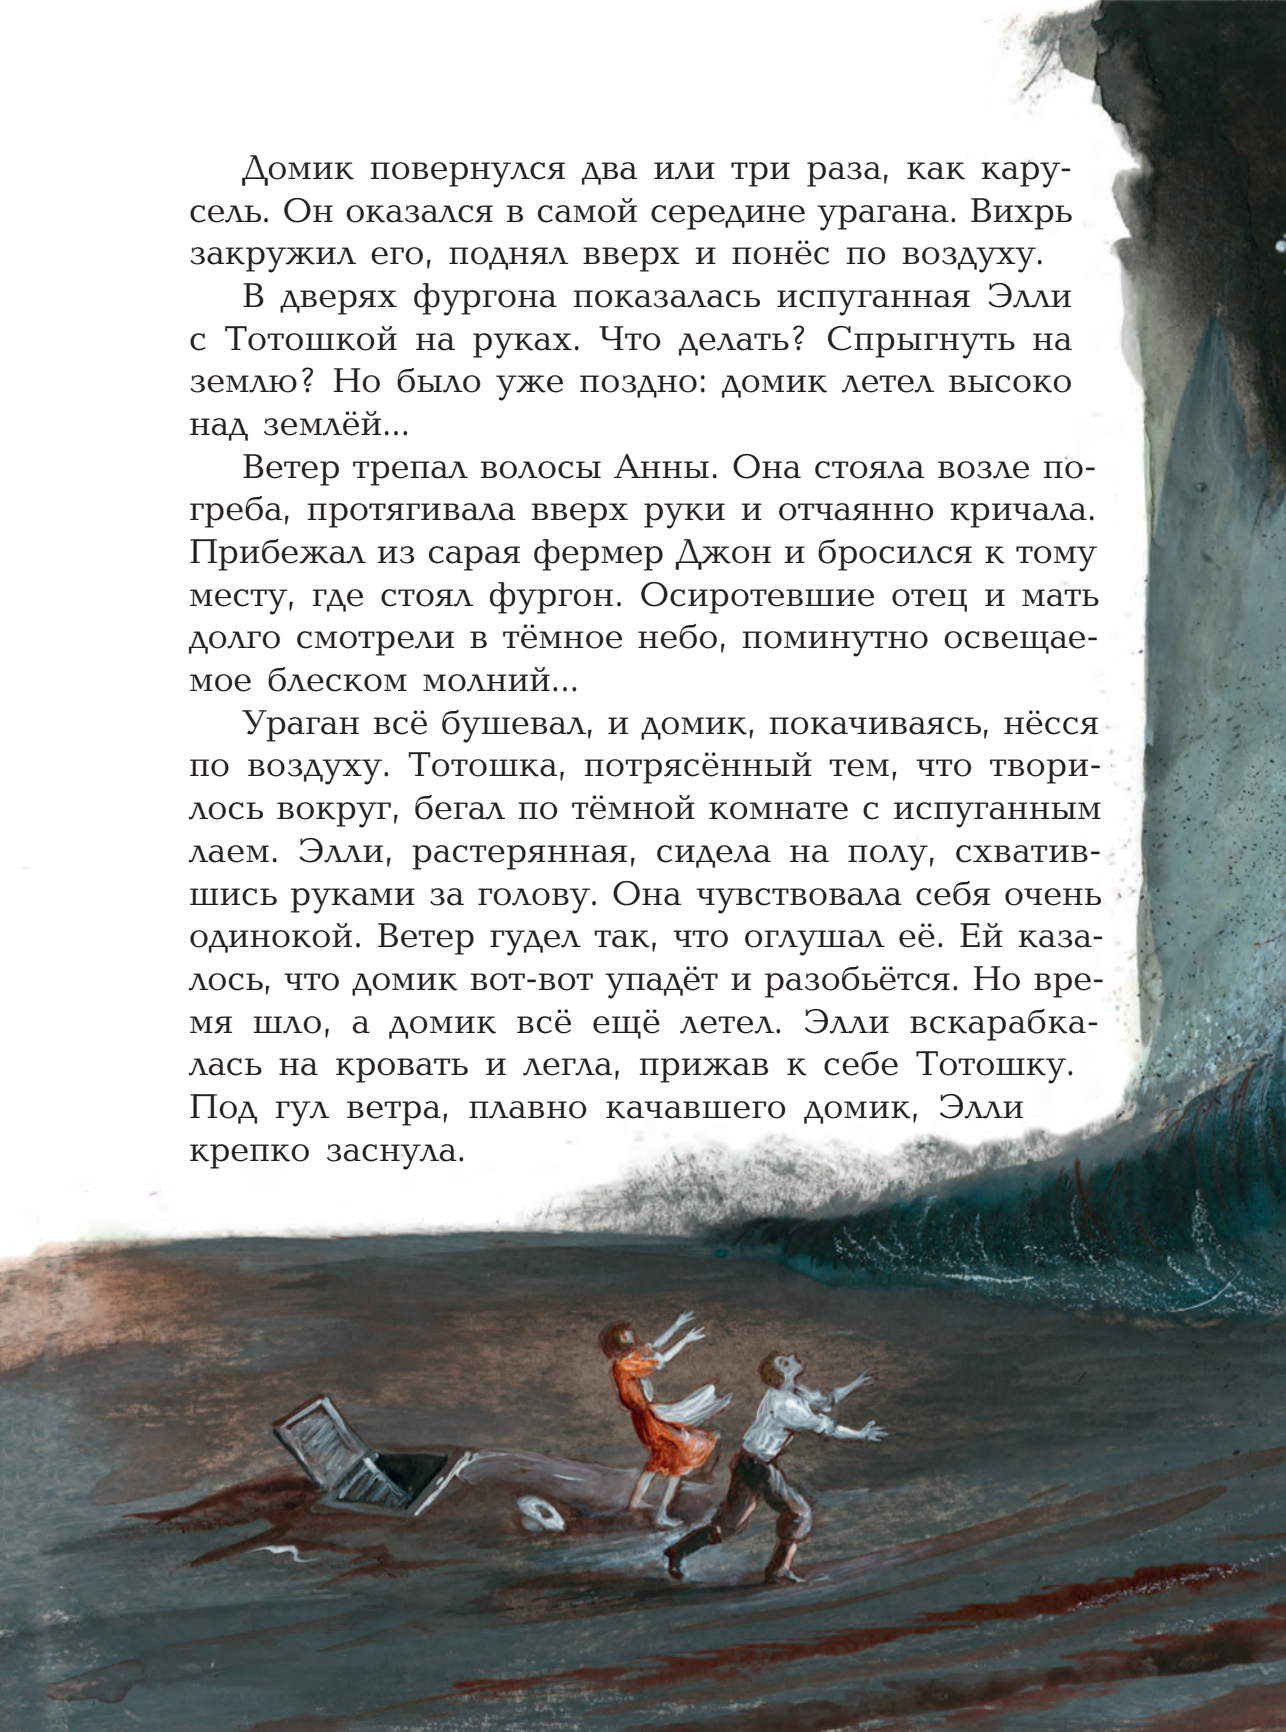 Домик повернулся два или три раза, как кару-
сель. Он оказался в самой середине урагана. Вихрь
закружил его, поднял вверх и понёс по воздуху.
В дверях фургона показалась испуганная Элли
с Тотошкой на руках. Что делать? Спрыгнуть на
землю? Но было уже поздно: домик летел высоко
над землёй...
Ветер трепал волосы Анны. Она стояла возле по-
греба, протягивала вверх руки и отчаянно кричала.
Прибежал из сарая фермер Джон и бросился к тому
месту, где стоял фургон. Осиротевшие отец и мать
долго смотрели в тёмное небо, поминутно освещае-
мое блеском молний...
Ураган всё бушевал, и домик, покачиваясь, нёсся
по воздуху. Тотошка, потрясённый тем, что твори-
лось вокруг, бегал по тёмной комнате с испуганным
лаем. Элли, растерянная, сидела на полу, схватив-
шись руками за голову. Она чувствовала себя очень
одинокой. Ветер гудел так, что оглушал её. Ей каза-
лось, что домик вот-вот упадёт и разобьётся. Но вре-
мя шло, а домик всё ещё летел. Элли вскарабка-
лась на кровать и легла, прижав к себе Тотошку.
Под гул ветра, плавно качавшего домик, Элли
крепко заснула.